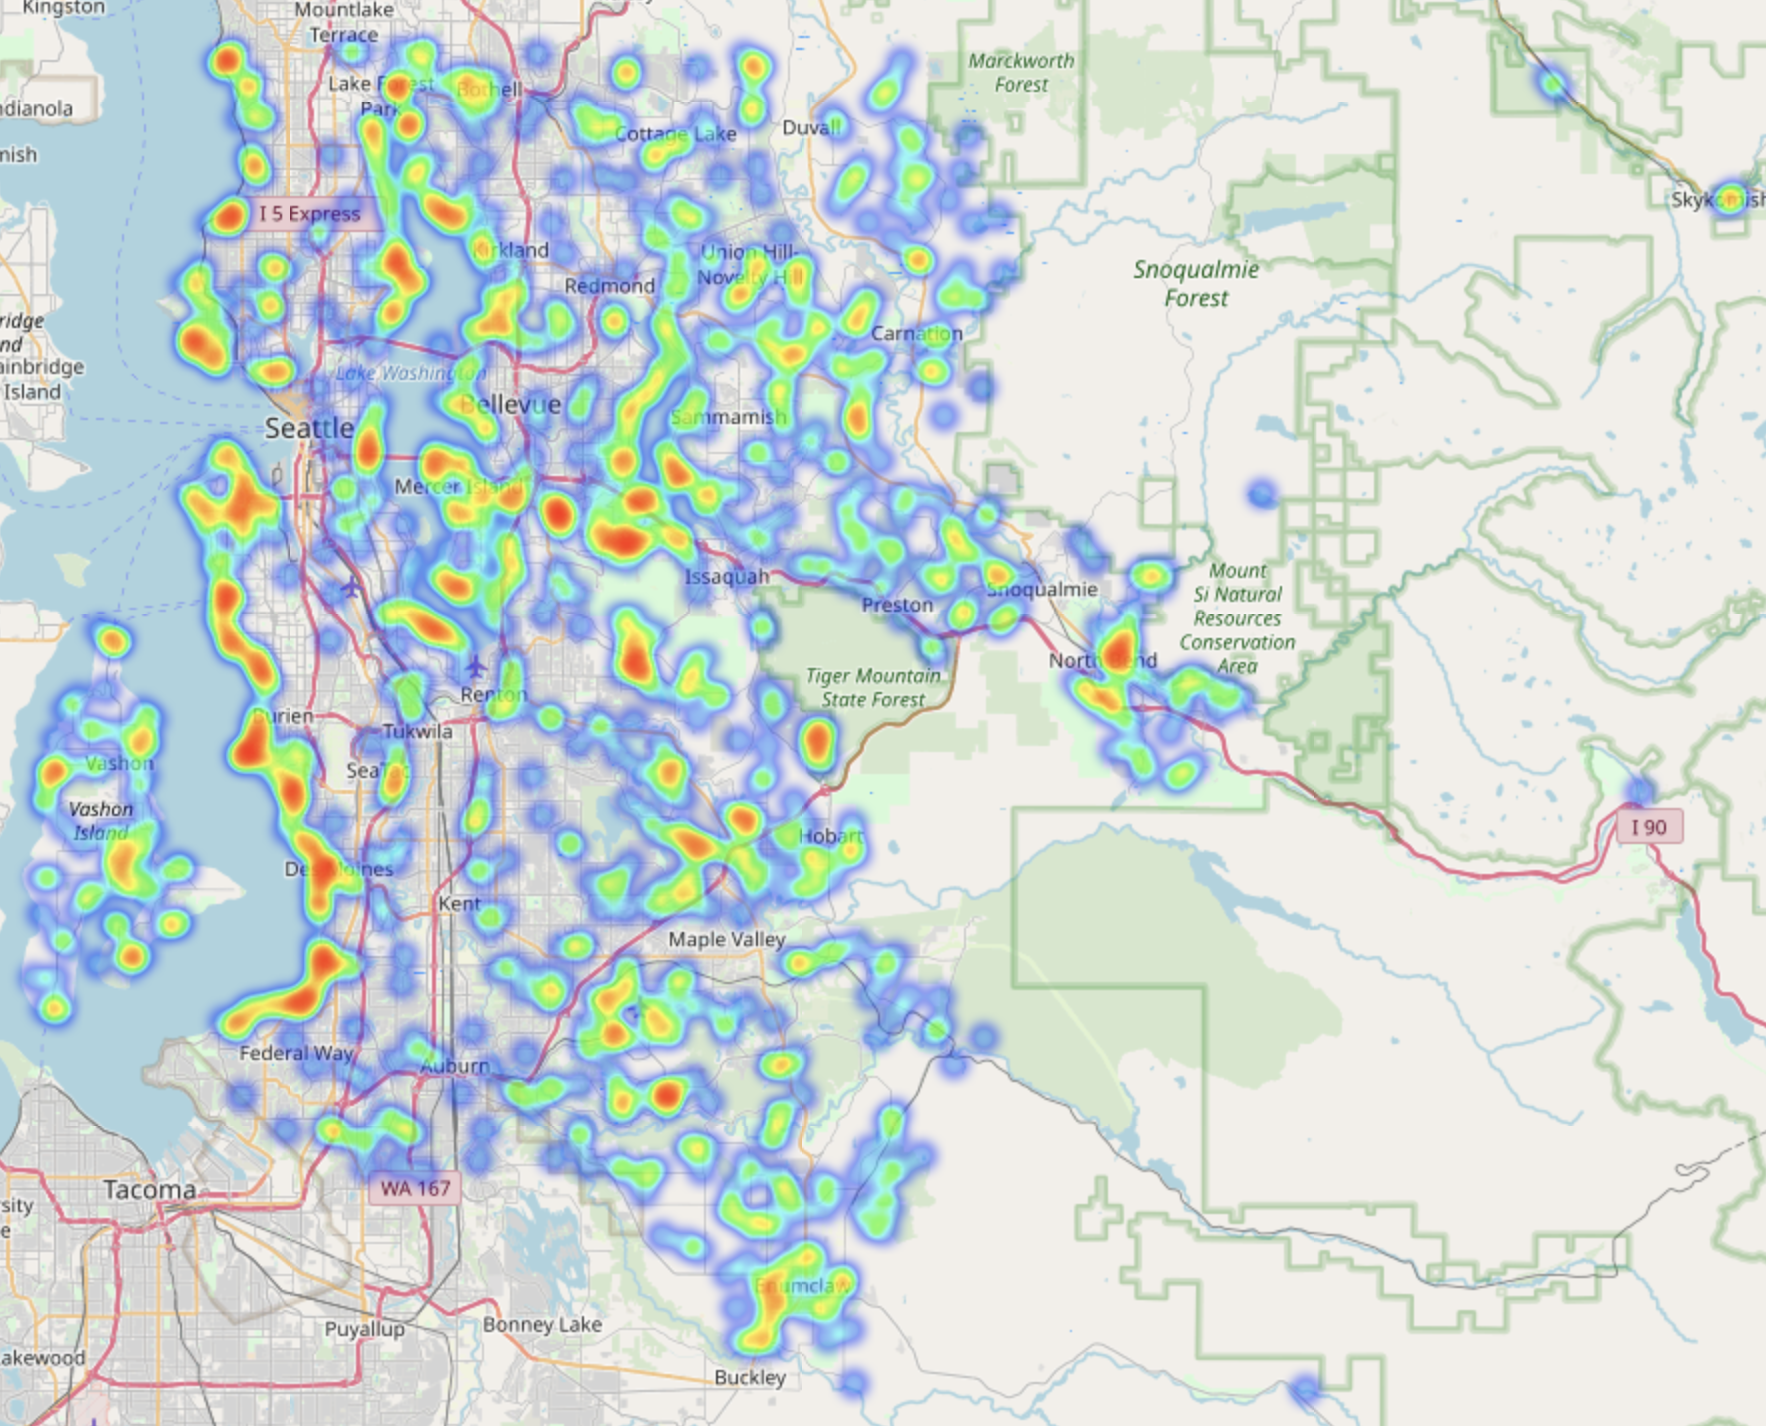 Kingston
Mountlake
Terrace
Marckworth
Forest
Lake Forest
Park
Bothell
ndianola
Cottage Lake
Duvall
nish
Skykomish
I 5 Express
Kirkland
Union Hill-
Novelty Hill
Redmond
Snoqualmie
Forest
ridge
nd
Carnation
ainbridge
Island
Lake Washington
Bellevue
Sammamish
Seattle
Mercer Island
Issaquah
Preston
Snoqualmie
Mount
Si Natural
Resources
Conservation
Area
North Bend
Tiger Mountain
State Forest
Renton
Burien
Tukwila
Vashon
SeaTac
Vashon
Island
Hobart
I 90
Des Moines
Kent
Maple Valley
Federal Way
Auburn
Tacoma
WA 167
rsity
e
Enumclaw
Puyallup
Bonney Lake
akewood
Buckley